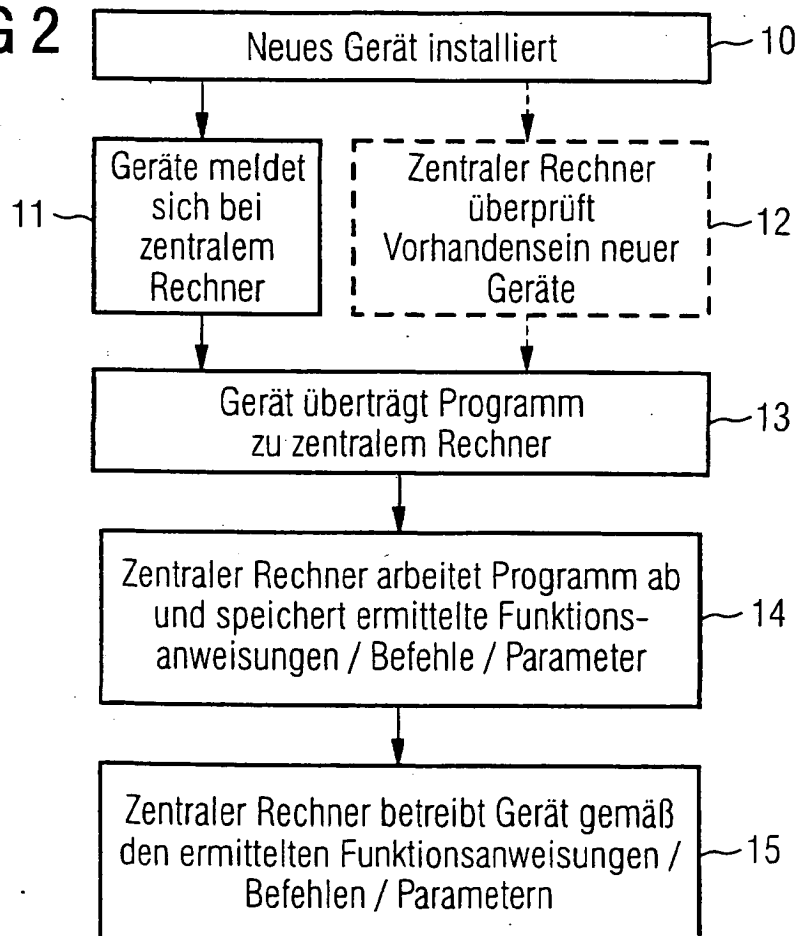 G 2
Neues Gerät installiert
10
Geräte meldet
sich bei
zentralem
Rechner
11
Zentraler Rechner
überprüft
Vorhandensein neuer
Geräte
12
Gerät überträgt Programm
zu zentralem Rechner
13
Zentraler Rechner arbeitet Programm ab
und speichert ermittelte Funktions-
anweisungen / Befehle / Parameter
14
Zentraler Rechner betreibt Gerät gemäß
den ermittelten Funktionsanweisungen /
Befehlen / Parametern
15